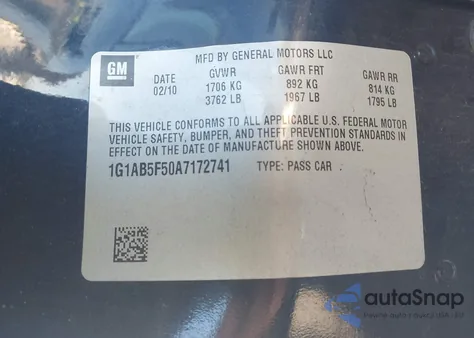 GM
MFD BY GENERAL MOTORS LLC
DATE GVWR GAWR FRT GAWR RR
02/10 1706 KG 892 KG 814 KG
3762 LB 1967 LB 1795 LB
THIS VEHICLE CONFORMS TO ALL APPLICABLE U.S. FEDERAL MOTOR
VEHICLE SAFETY, BUMPER, AND THEFT PREVENTION STANDARDS IN
EFFECT ON THE DATE OF MANUFACTURE SHOWN ABOVE.
1G1AB5F50A7172741 TYPE: PASS CAR
autoSnap